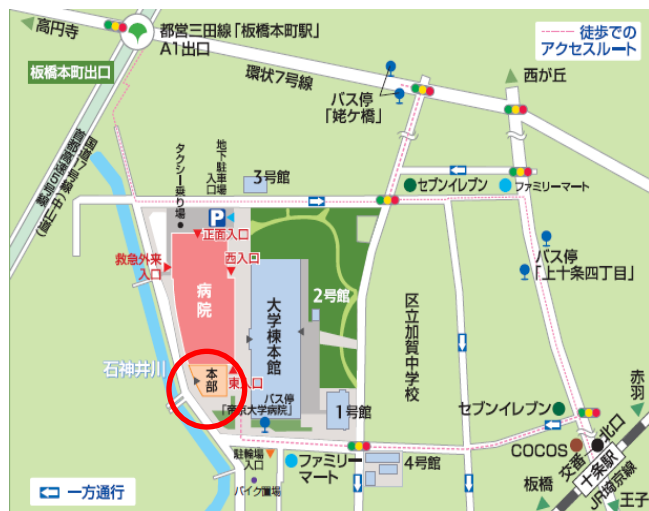 高円寺
都営三田線「板橋本町駅」
A1出口
徒歩での
アクセスルート
板橋本町出口
環状7号線
バス停
「姥ケ橋」
西が丘
国道17号線(中山道)
首都高速5号線
タクシー乗り場
地下駐車場
入口
3号館
セブンイレブン
ファミリーマート
P
正面入口
救急外来
入口
西入口
バス停
「上十条四丁目」
病院
2号館
大学棟本館
区立加賀中学校
石神井川
本部
東入口
バス停
「帝京大学病院」
1号館
セブンイレブン
赤羽
北口
COCOS
交番
十条駅
JR埼京線
駐輪場
入口
ファミリー
マート
4号館
板橋
王子
バイク置場
一方通行